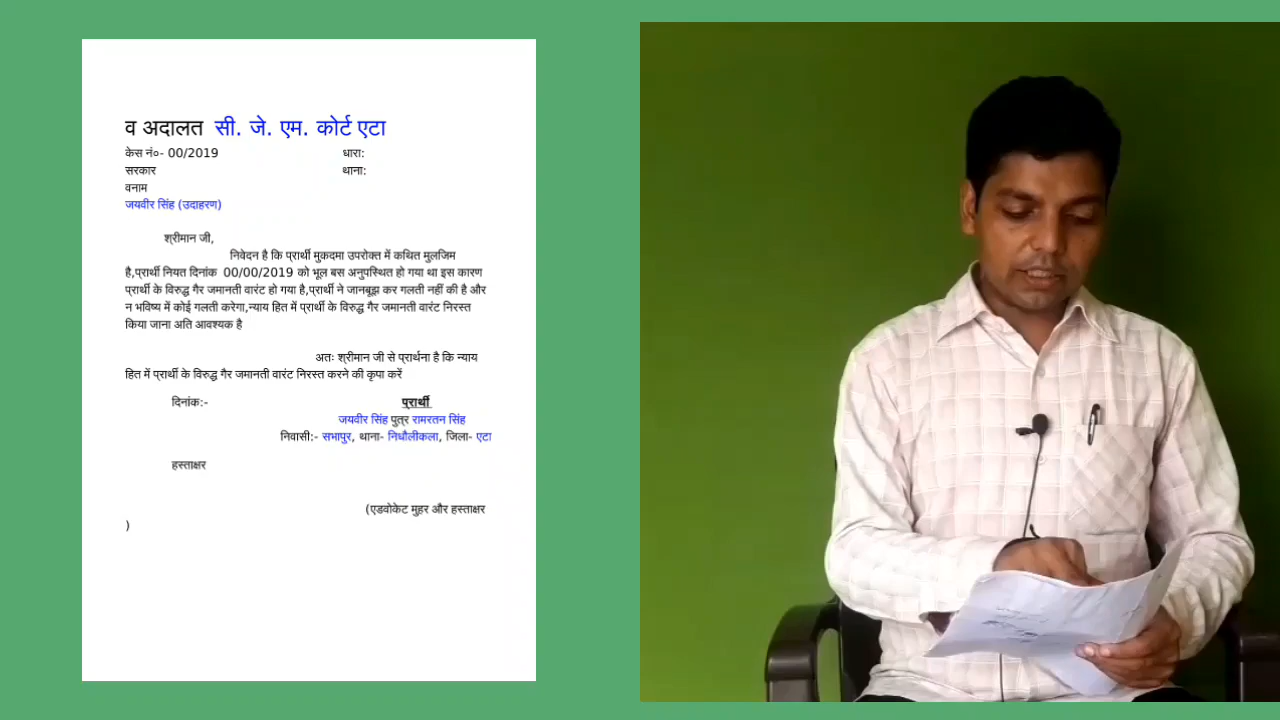 व अदालत सी. जे. एम. कोर्ट एटा
केस नं०- 00/2019 धारा:
सरकार थाना:
वनाम
जयवीर सिंह (उदाहरण)
श्रीमान जी,
निवेदन है कि प्रार्थी मुकदमा उपरोक्त में कथित मुलजिम
है,प्रार्थी नियत दिनांक 00/00/2019 को भूल बस अनुपस्थित हो गया था इस कारण
प्रार्थी के विरुद्ध गैर जमानती वारंट हो गया है,प्रार्थी ने जानबूझ कर गलती नहीं की है और
न भविष्य में कोई गलती करेगा,न्याय हित में प्रार्थी के विरुद्ध गैर जमानती वारंट निरस्त
किया जाना अति आवश्यक है
अतः श्रीमान जी से प्रार्थना है कि न्याय
हित में प्रार्थी के विरुद्ध गैर जमानती वारंट निरस्त करने की कृपा करें
दिनांक:- प्रार्थी
जयवीर सिंह पुत्र रामरतन सिंह
निवासी:- सभापुर, थाना- निधौलीकला, जिला- एटा
हस्ताक्षर
(एडवोकेट मुहर और हस्ताक्षर
)